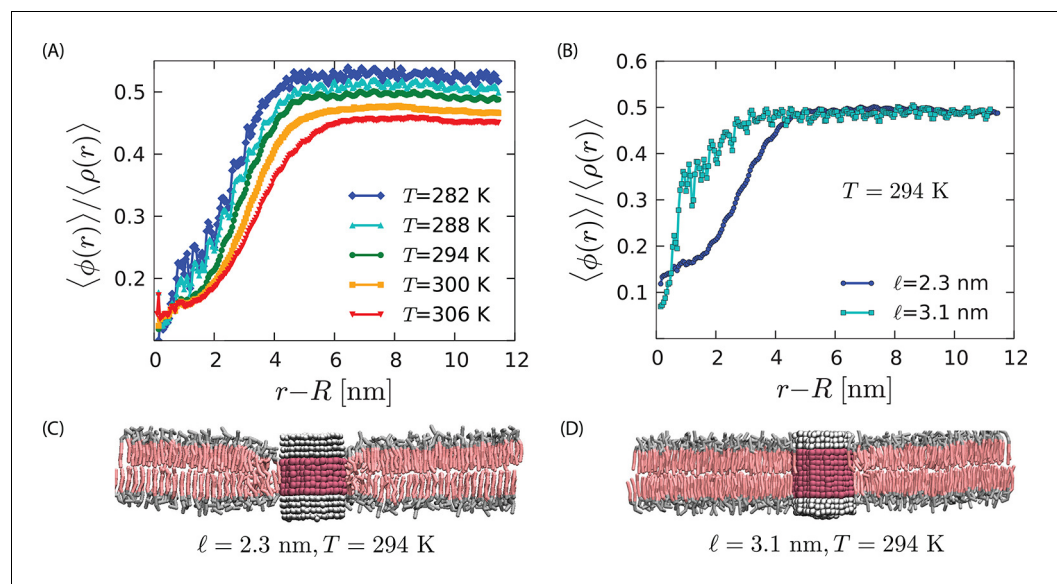 (A)
⟨ϕ(r)⟩/⟨ρ(r)⟩
0.5
0.4
0.3
0.2
T=282 K
T=288 K
T=294 K
T=300 K
T=306 K
0 2 4 6 8 10 12
r−R [nm]
(B)
⟨ϕ(r)⟩/⟨ρ(r)⟩
0.6
0.5
0.4
0.3
0.2
0.1
T = 294 K
ℓ=2.3 nm
ℓ=3.1 nm
0 2 4 6 8 10 12
r−R [nm]
(C)
ℓ = 2.3 nm, T = 294 K
(D)
ℓ = 3.1 nm, T = 294 K